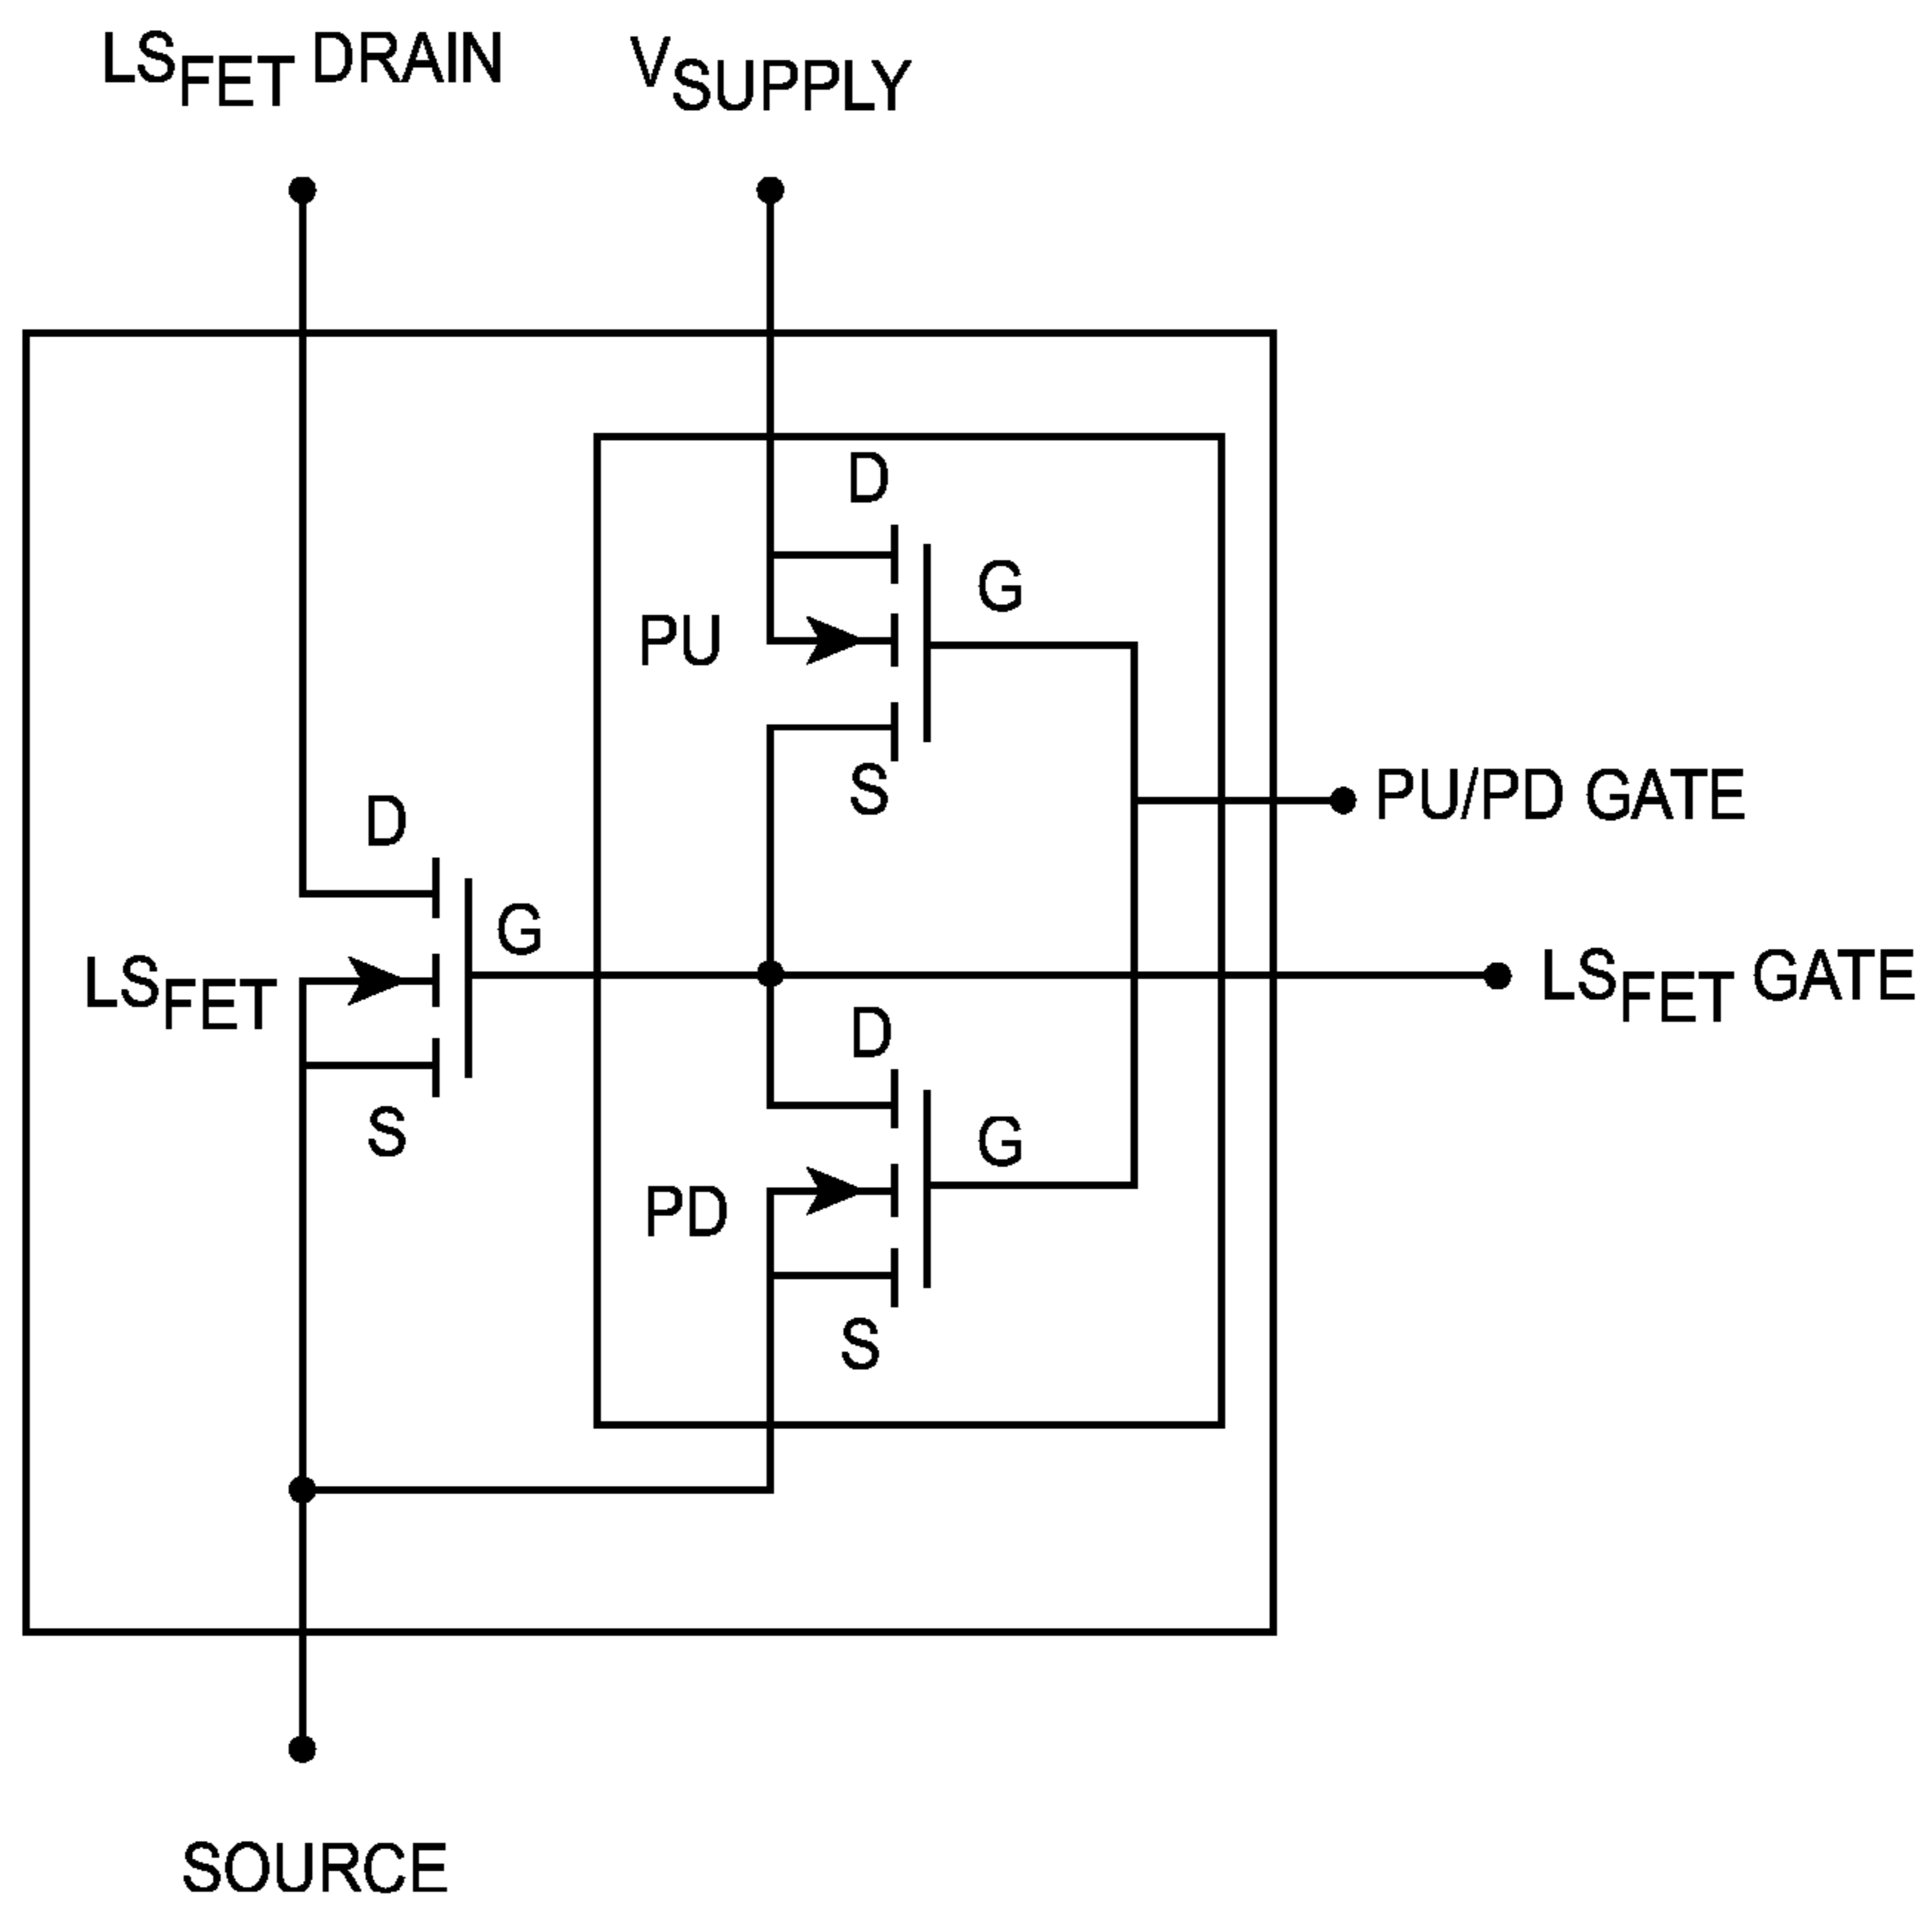 LSFET DRAIN
VSUPPLY
D
PU
G
S
PU/PD GATE
D
G
LSFET
LSFET GATE
D
S
G
PD
S
SOURCE